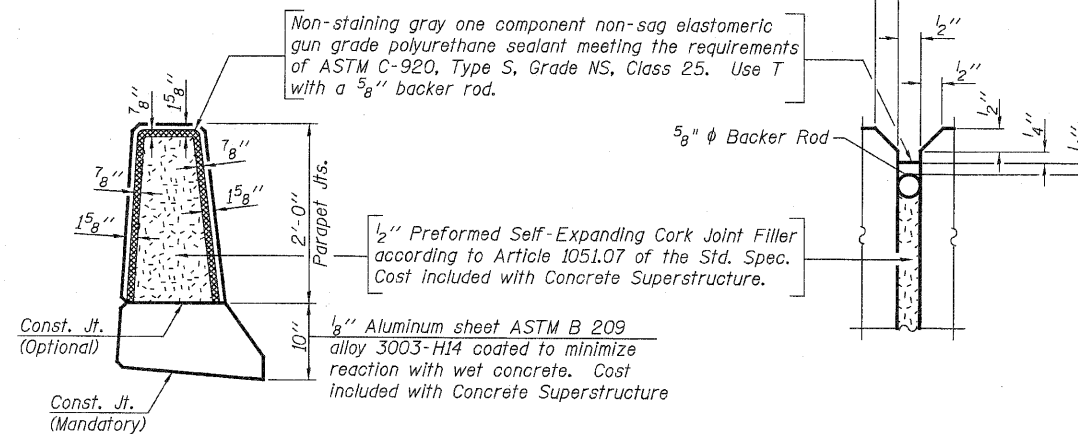 Non-staining gray one component non-sag elastomeric
gun grade polyurethane sealant meeting the requirements
of ASTM C-920, Type S, Grade NS, Class 25. Use T
with a 5/8" backer rod.
7/8"
1 5/8"
7/8"
7/8"
1 5/8"
1 5/8"
2'-0"
Parapet Jts.
10"
Const. Jt.
(Optional)
Const. Jt.
(Mandatory)
1/2" Preformed Self-Expanding Cork Joint Filler
according to Article 1051.07 of the Std. Spec.
Cost included with Concrete Superstructure.
1/8" Aluminum sheet ASTM B 209
alloy 3003-H14 coated to minimize
reaction with wet concrete. Cost
included with Concrete Superstructure
5/8" φ Backer Rod
1/2"
1/2"
1/2"
1/4"